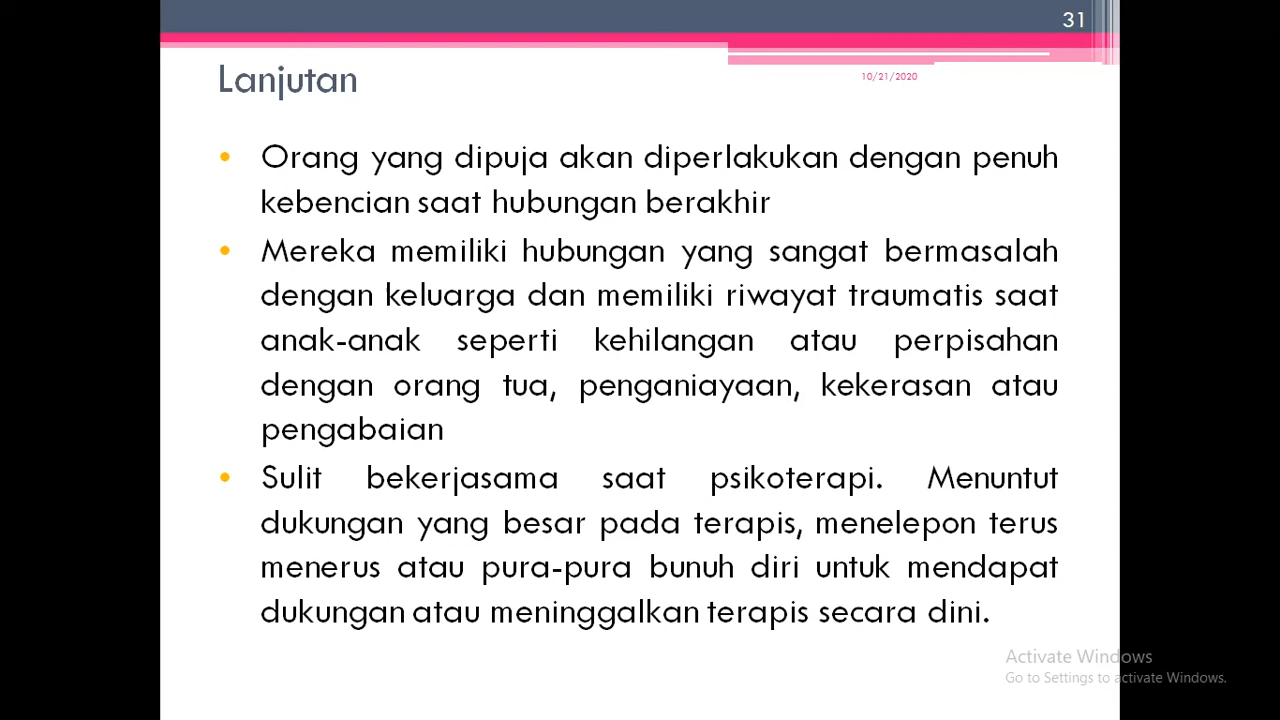 31
Lanjutan
10/21/2020
• Orang yang dipuja akan diperlakukan dengan penuh
kebencian saat hubungan berakhir
• Mereka memiliki hubungan yang sangat bermasalah
dengan keluarga dan memiliki riwayat traumatis saat
anak-anak seperti kehilangan atau perpisahan
dengan orang tua, penganiayaan, kekerasan atau
pengabaian
• Sulit bekerjasama saat psikoterapi. Menuntut
dukungan yang besar pada terapis, menelepon terus
menerus atau pura-pura bunuh diri untuk mendapat
dukungan atau meninggalkan terapis secara dini.
Activate Windows
Go to Settings to activate Windows.